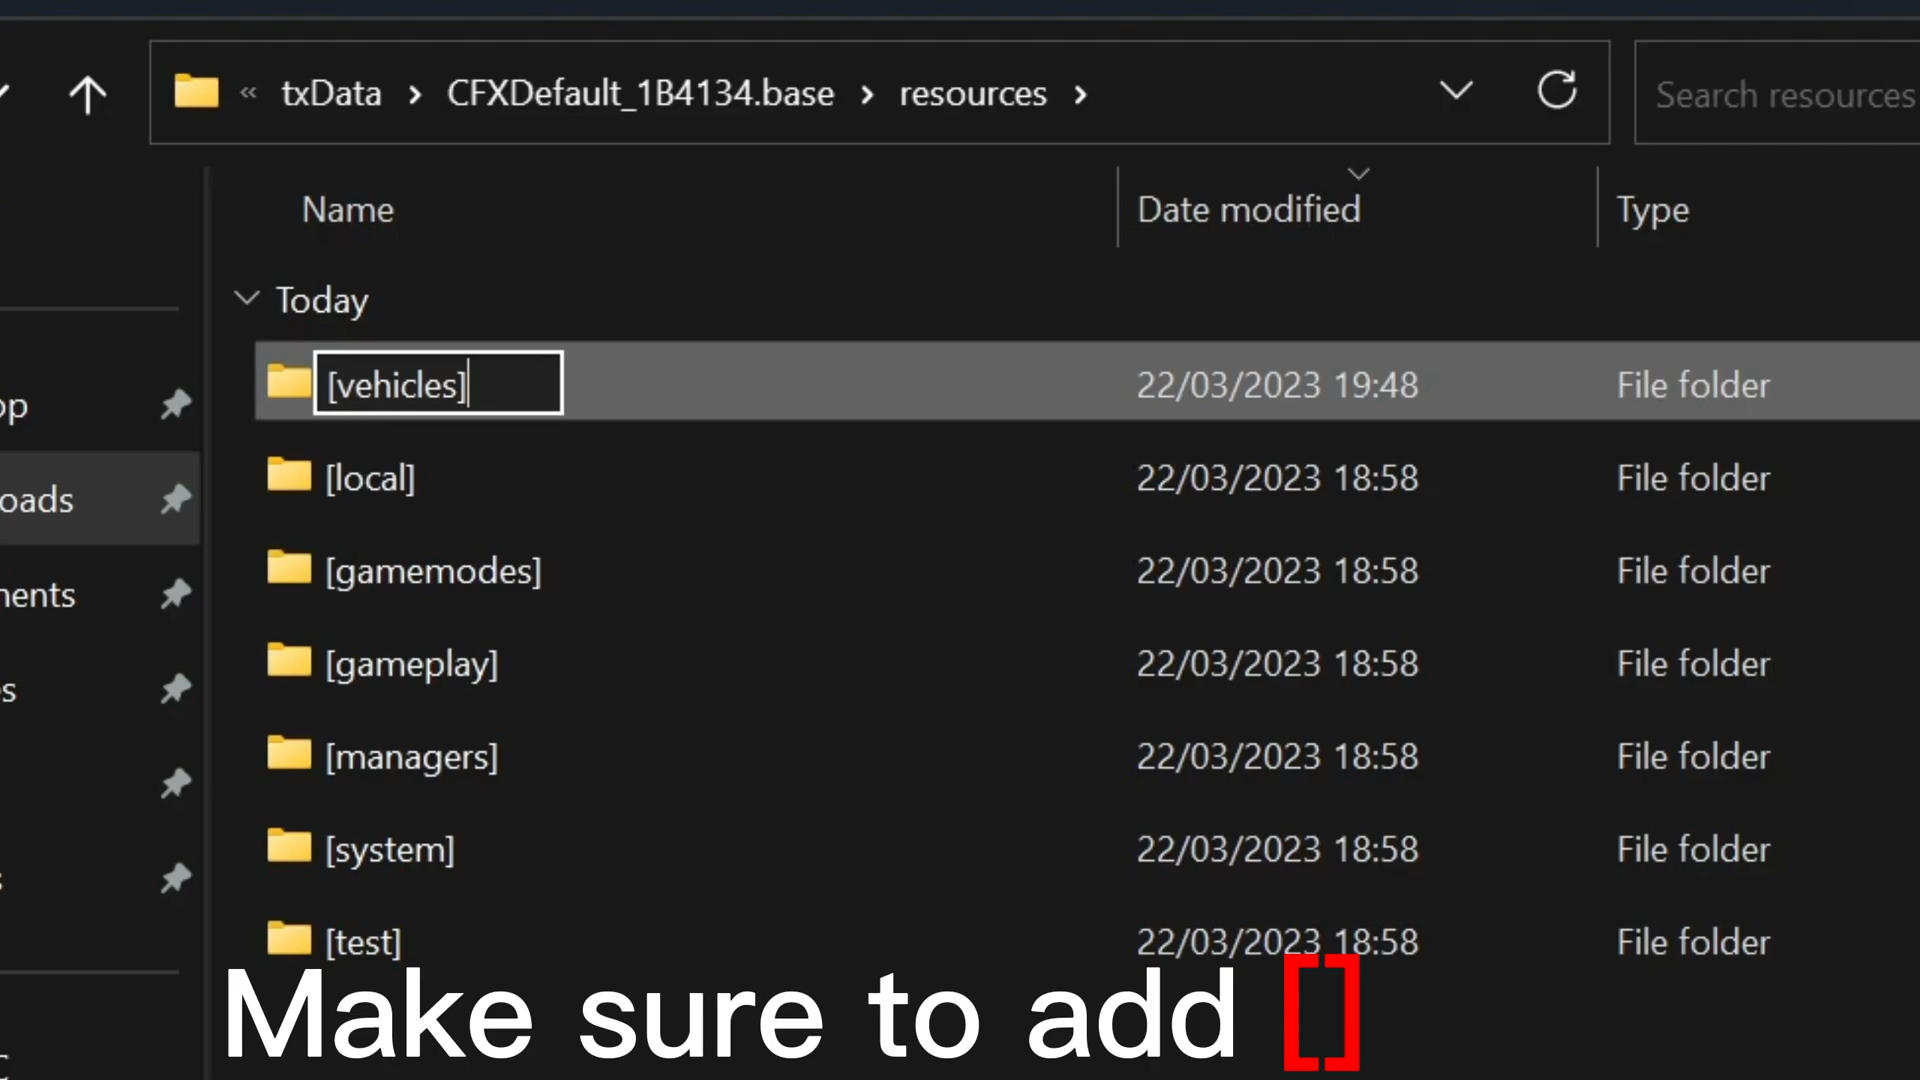 « txData > CFXDefault_1B4134.base > resources >
Search resources
Name Date modified Type
Today
[vehicles] 22/03/2023 19:48 File folder
[local] 22/03/2023 18:58 File folder
[gamemodes] 22/03/2023 18:58 File folder
[gameplay] 22/03/2023 18:58 File folder
[managers] 22/03/2023 18:58 File folder
[system] 22/03/2023 18:58 File folder
[test] 22/03/2023 18:58 File folder
Make sure to add []